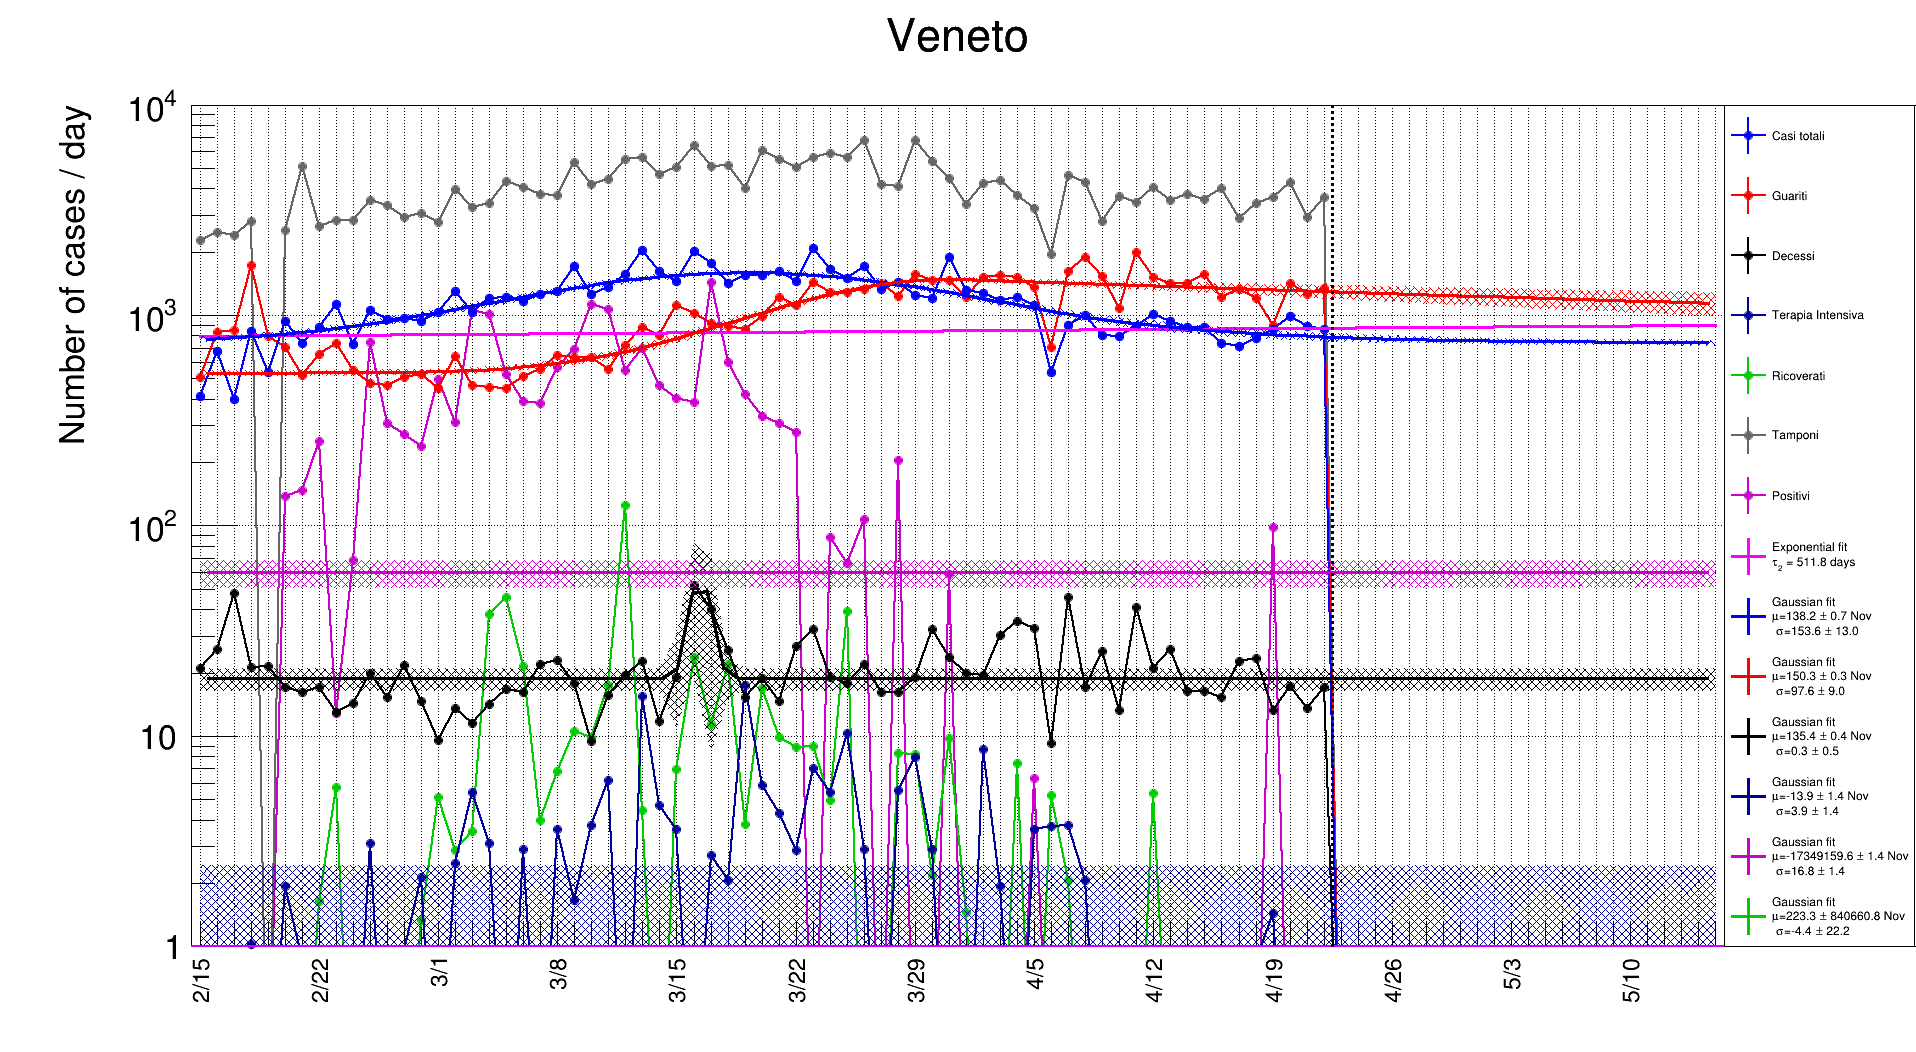 Veneto
Number of cases / day
10^4
10^3
10^2
10
1
2/15
2/22
3/1
3/8
3/15
3/22
3/29
4/5
4/12
4/19
4/26
5/3
5/10
Casi totali
Guariti
Decessi
Terapia Intensiva
Ricoverati
Tamponi
Positivi
Exponential fit
τ₂ = 511.8 days
Gaussian fit
μ=138.2 ± 0.7 Nov
σ=153.6 ± 13.0
Gaussian fit
μ=150.3 ± 0.3 Nov
σ=97.6 ± 9.0
Gaussian fit
μ=135.4 ± 0.4 Nov
σ=0.3 ± 0.5
Gaussian fit
μ=-13.9 ± 1.4 Nov
σ=3.9 ± 1.4
Gaussian fit
μ=-17349159.6 ± 1.4 Nov
σ=16.8 ± 1.4
Gaussian fit
μ=223.3 ± 840660.8 Nov
σ=-4.4 ± 22.2